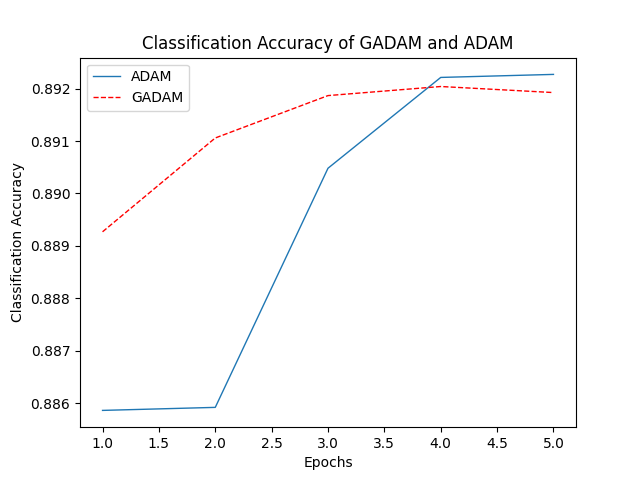 Classification Accuracy of GADAM and ADAM
ADAM
GADAM
0.892
0.891
0.890
0.889
0.888
0.887
0.886
Classification Accuracy
1.0 1.5 2.0 2.5 3.0 3.5 4.0 4.5 5.0
Epochs